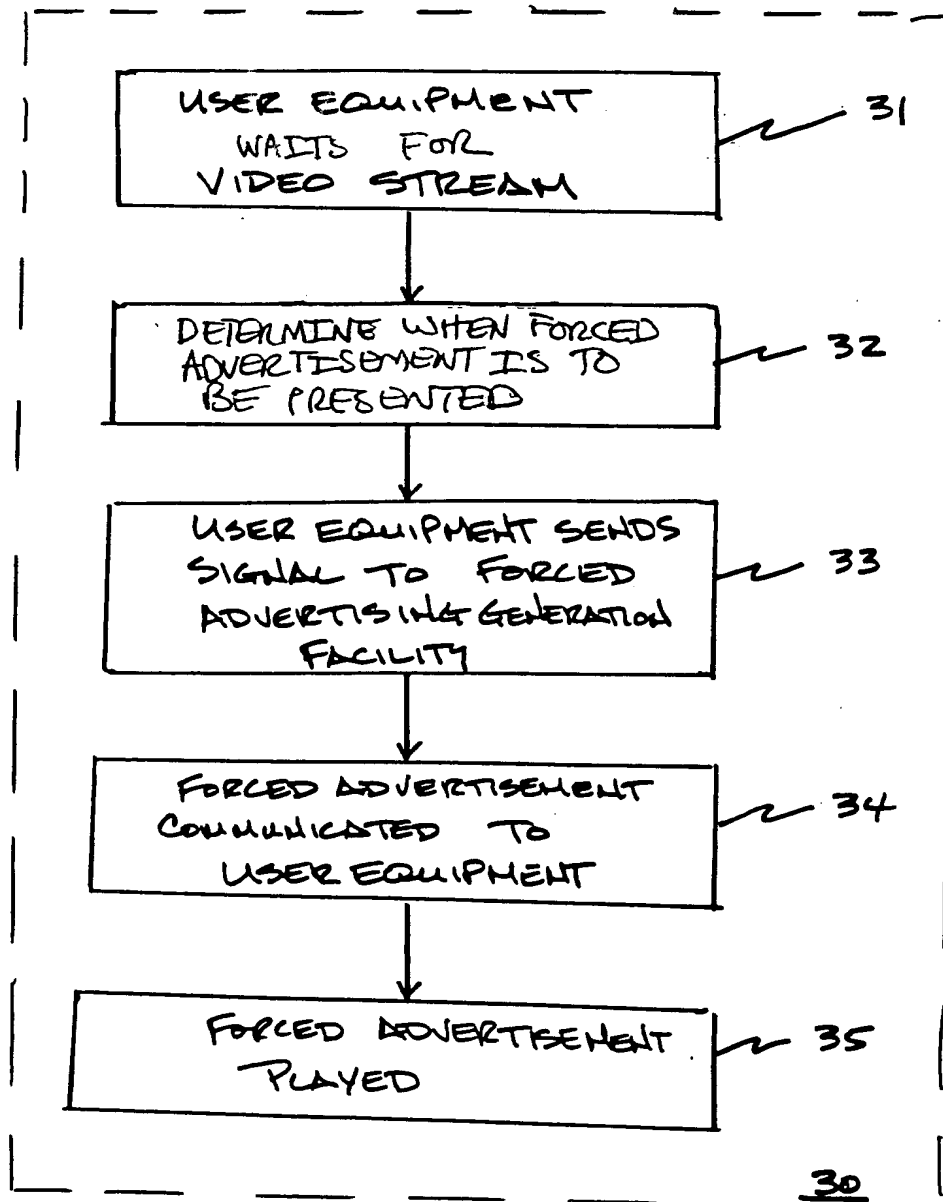 USER EQUIPMENT
WAITS FOR
VIDEO STREAM
31
DETERMINE WHEN FORCED
ADVERTISEMENT IS TO
BE PRESENTED
32
USER EQUIPMENT SENDS
SIGNAL TO FORCED
ADVERTISING GENERATION
FACILITY
33
FORCED ADVERTISEMENT
COMMUNICATED TO
USER EQUIPMENT
34
FORCED ADVERTISEMENT
PLAYED
35
30